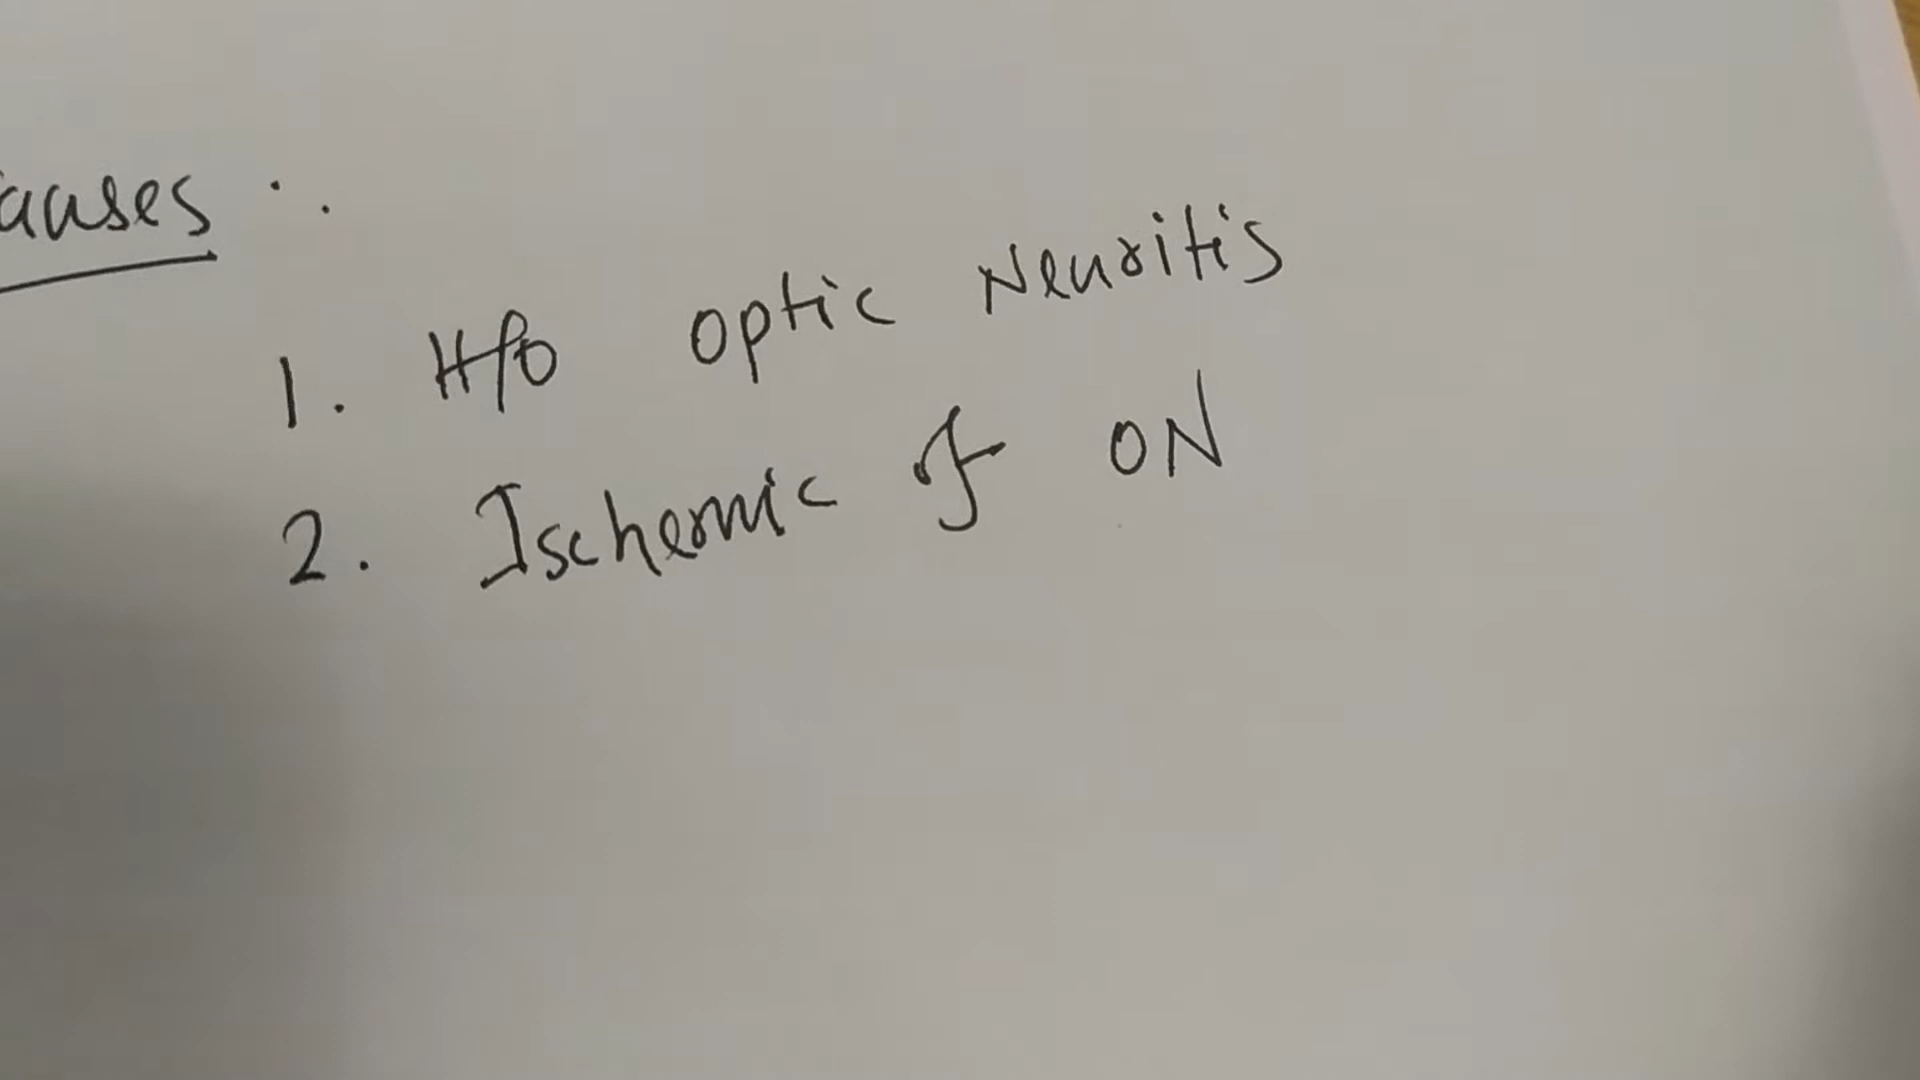 auses :.
1. H/o optic Neuritis
2. Ischemic of ON